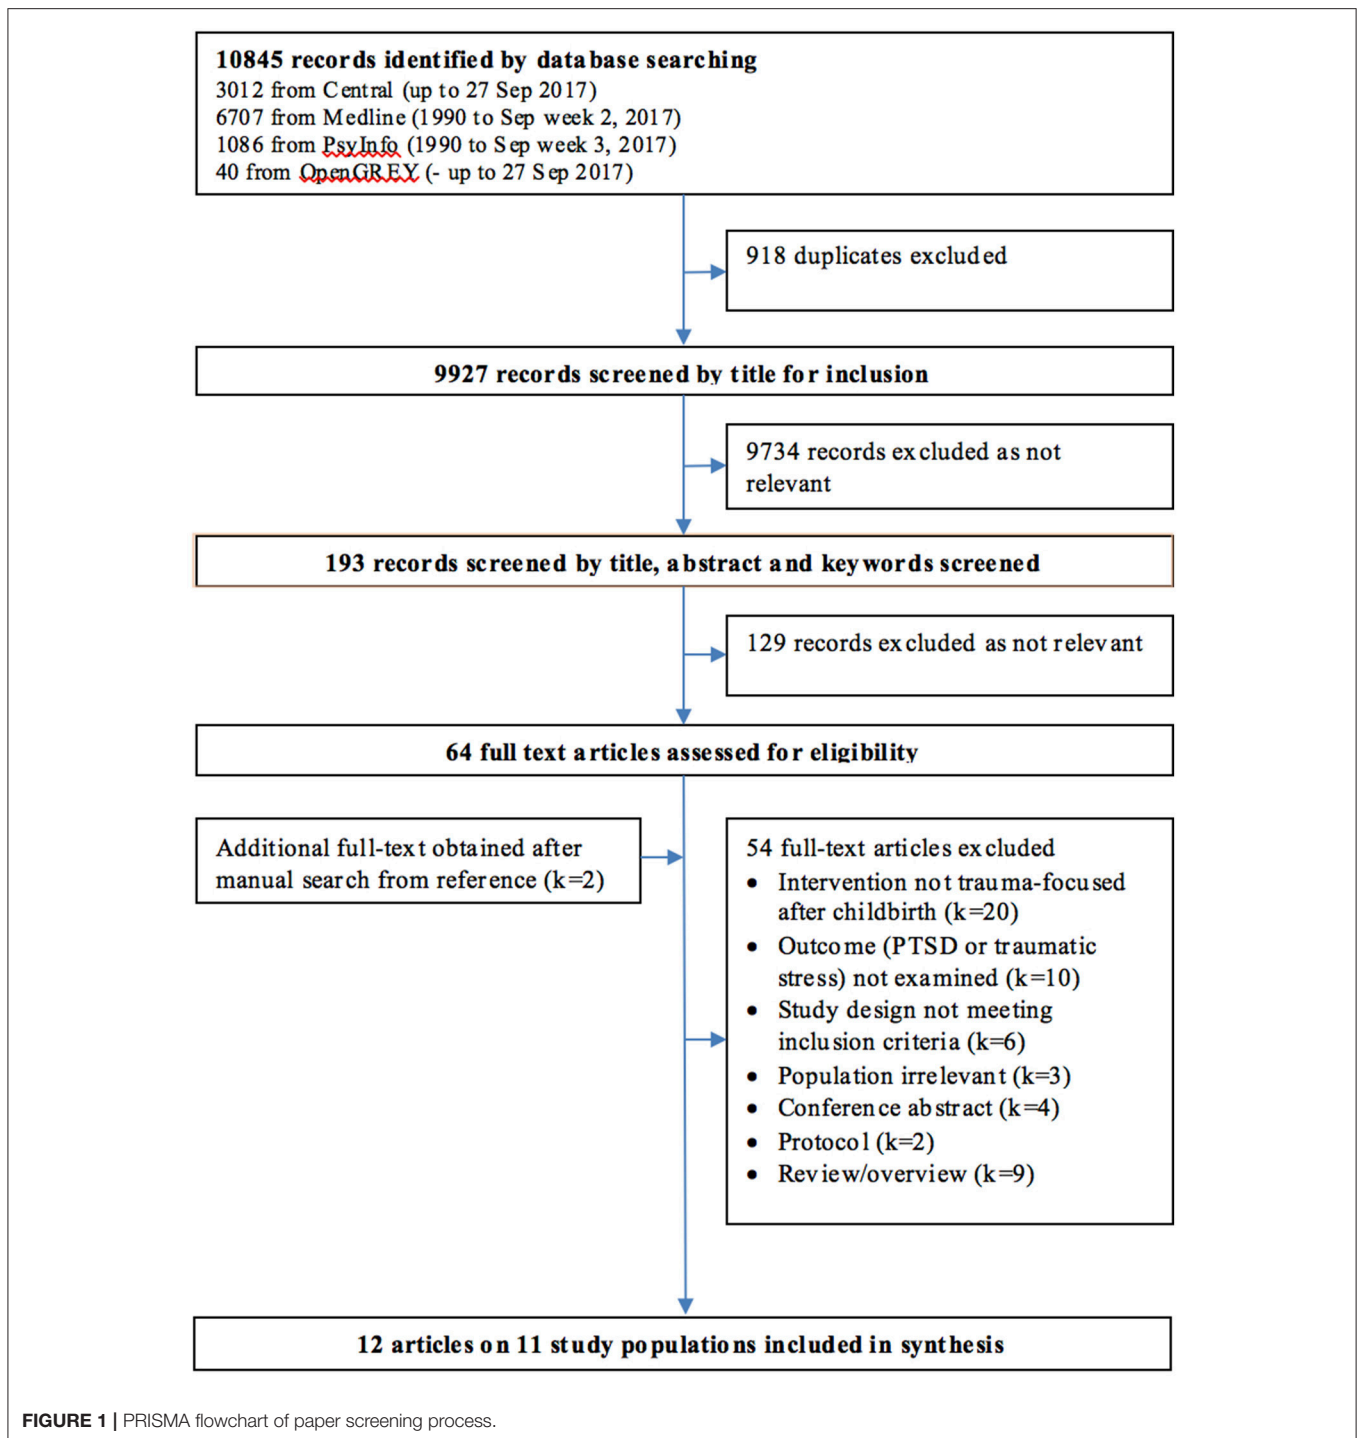 10845 records identified by database searching
3012 from Central (up to 27 Sep 2017)
6707 from Medline (1990 to Sep week 2, 2017)
1086 from PsyInfo (1990 to Sep week 3, 2017)
40 from OpenGREY (- up to 27 Sep 2017)
918 duplicates excluded
9927 records screened by title for inclusion
9734 records excluded as not
relevant
193 records screened by title, abstract and keywords screened
129 records excluded as not relevant
64 full text articles assessed for eligibility
Additional full-text obtained after
manual search from reference (k=2)
54 full-text articles excluded
• Intervention not trauma-focused
after childbirth (k=20)
• Outcome (PTSD or traumatic
stress) not examined (k=10)
• Study design not meeting
inclusion criteria (k=6)
• Population irrelevant (k=3)
• Conference abstract (k=4)
• Protocol (k=2)
• Review/overview (k=9)
12 articles on 11 study populations included in synthesis
FIGURE 1 | PRISMA flowchart of paper screening process.